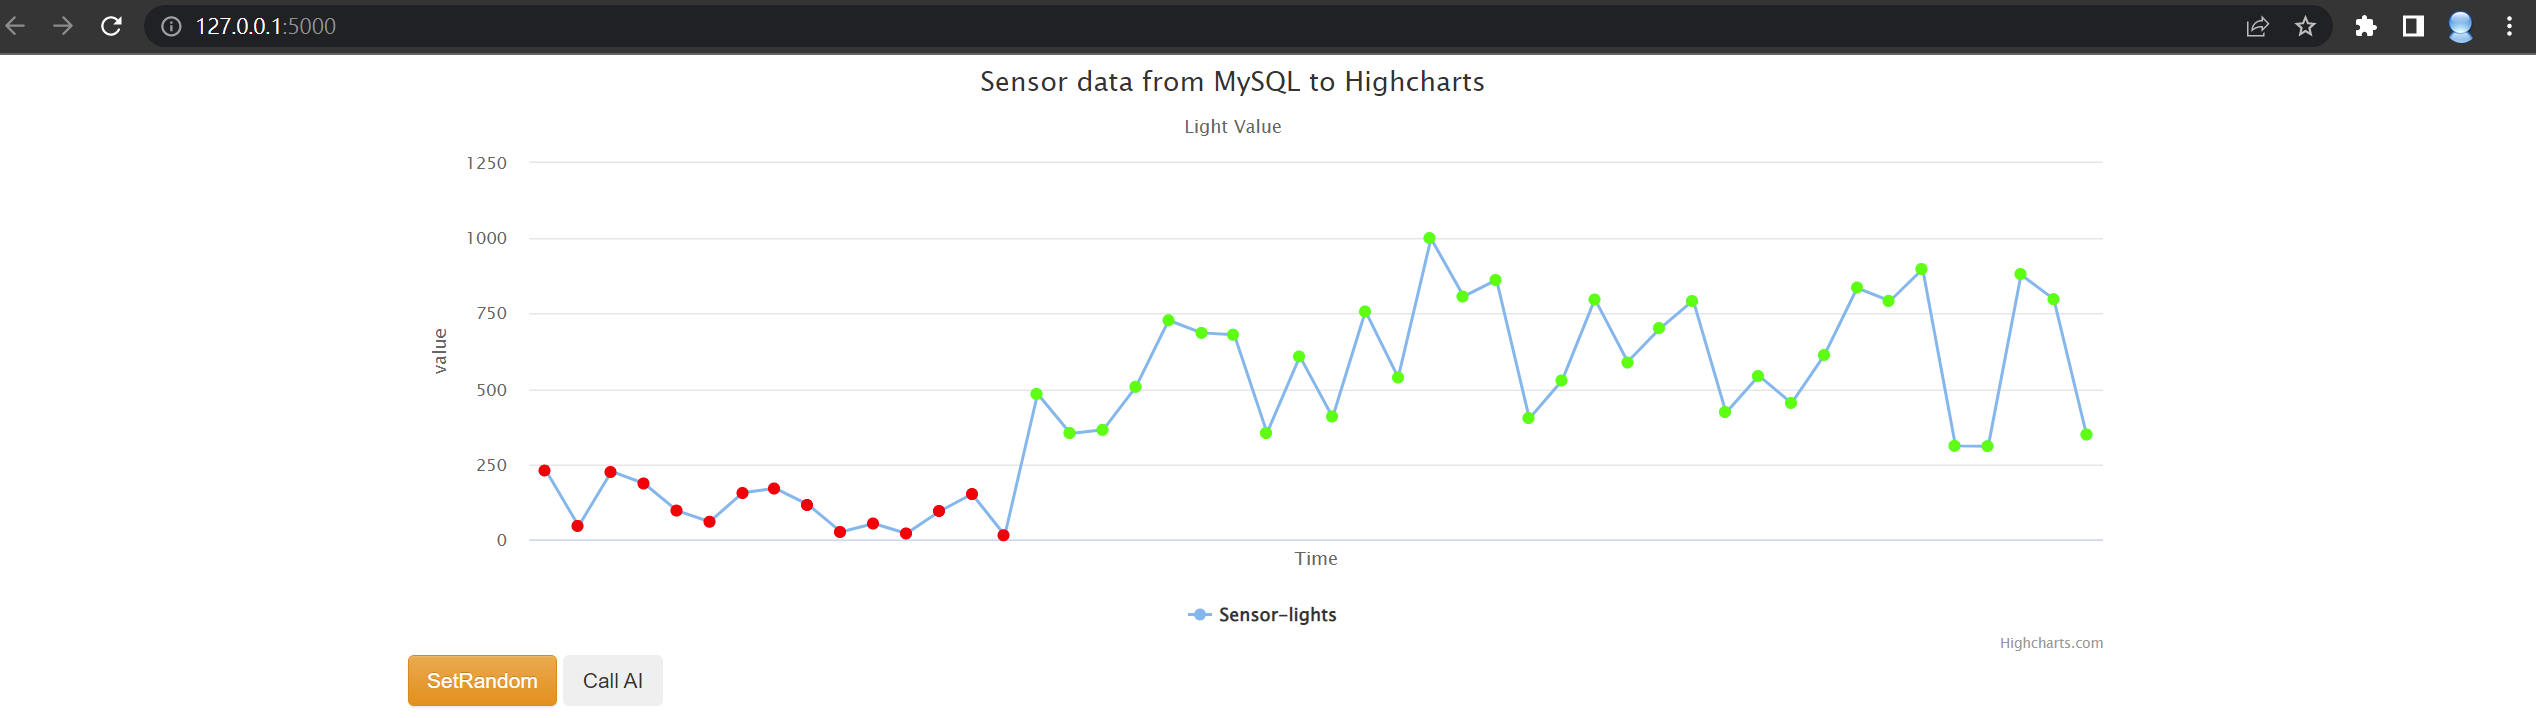 127.0.0.1:5000
Sensor data from MySQL to Highcharts
Light Value
1250
1000
750
500
250
0
value
Time
Sensor-lights
Highcharts.com
SetRandom
Call AI